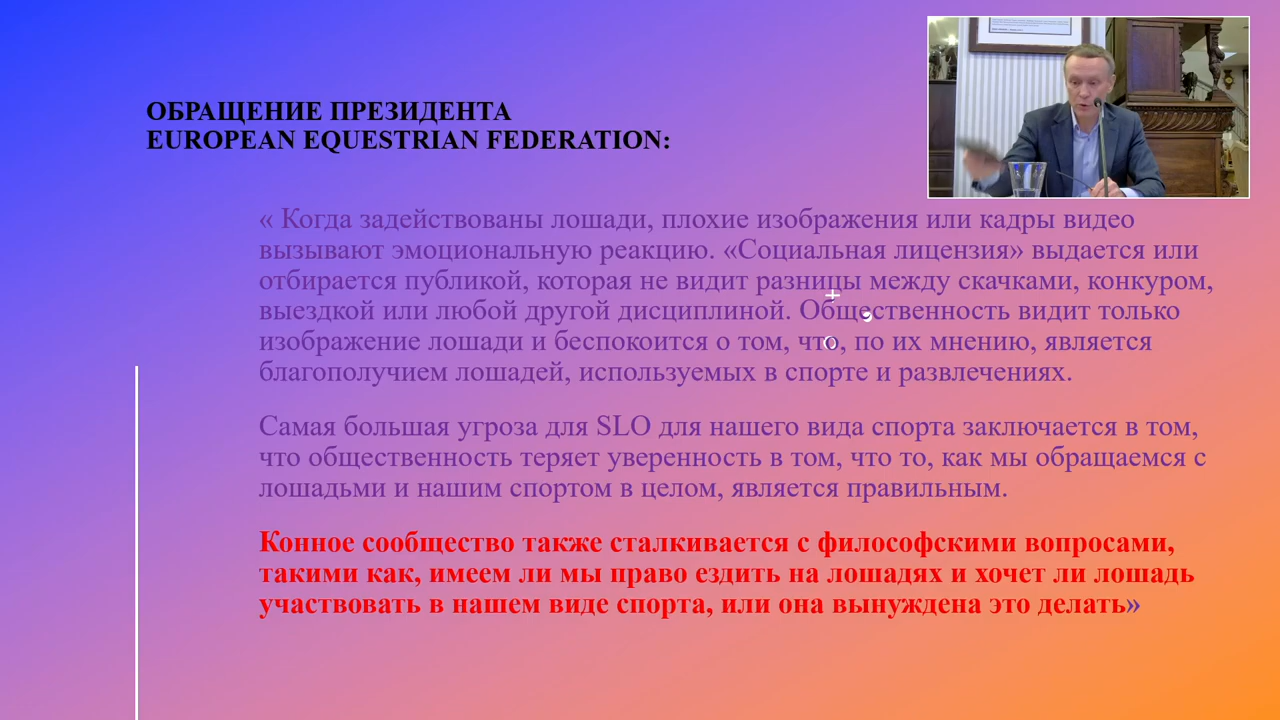 ОБРАЩЕНИЕ ПРЕЗИДЕНТА
EUROPEAN EQUESTRIAN FEDERATION:
« Когда задействованы лошади, плохие изображения или кадры видео
вызывают эмоциональную реакцию. «Социальная лицензия» выдается или
отбирается публикой, которая не видит разницы между скачками, конкуром,
выездкой или любой другой дисциплиной. Общественность видит только
изображение лошади и беспокоится о том, что, по их мнению, является
благополучием лошадей, используемых в спорте и развлечениях.
Самая большая угроза для SLO для нашего вида спорта заключается в том,
что общественность теряет уверенность в том, что то, как мы обращаемся с
лошадьми и нашим спортом в целом, является правильным.
Конное сообщество также сталкивается с философскими вопросами,
такими как, имеем ли мы право ездить на лошадях и хочет ли лошадь
участвовать в нашем виде спорта, или она вынуждена это делать»